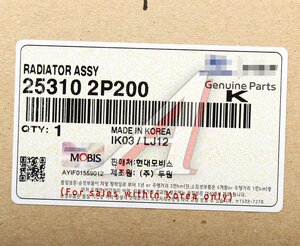 RADIATOR ASSY
25310 2P200
Genuine Parts
K
QTY: 1
MADE IN KOREA
IK03 / LJ12
MOBIS
판매처: 현대모비스
AYIF01559012
제조원: (주) 두원
(For sales within Korea only)